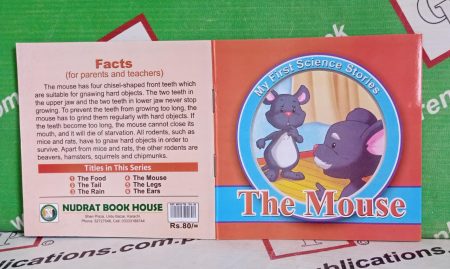 Facts
(for parents and teachers)
The mouse has four chisel-shaped front teeth which
are suitable for gnawing hard objects. The two teeth in
the upper jaw and the two teeth in lower jaw never stop
growing. To prevent the teeth from growing too long, the
mouse has to grind them regularly with hard objects. If
the teeth become too long, the mouse cannot close its
mouth, and it will die of starvation. All rodents, such as
mice and rats, have to gnaw hard objects in order to
survive. Apart from mice and rats, the other rodents are
beavers, hamsters, squirrels and chipmunks.
Titles in This Series
The Food
The Mouse
The Tail
The Legs
The Rain
The Ears
NUDRAT BOOK HOUSE
Urdu Bazar, Karachi
Rs.80/=
My First Science Stories
The Mouse
.pk
blications.com.p